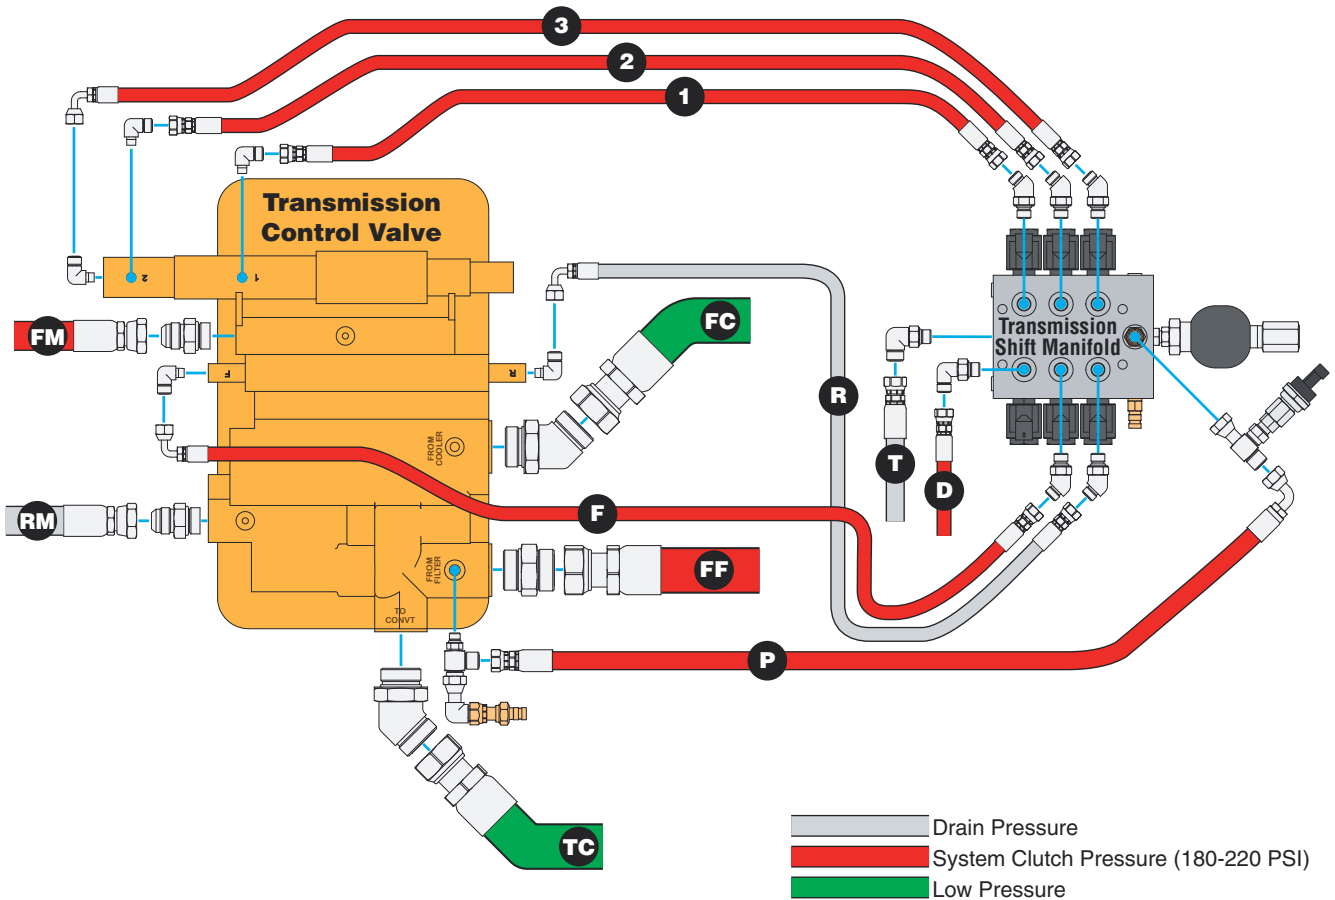 3
2
1
Transmission
Control Valve
2
1
FM
FC
Transmission
Shift Manifold
F
R
R
FROM
COOLER
T
D
F
RM
FROM
FILTER
FF
TO
CONVT
P
TC
Drain Pressure
System Clutch Pressure (180-220 PSI)
Low Pressure